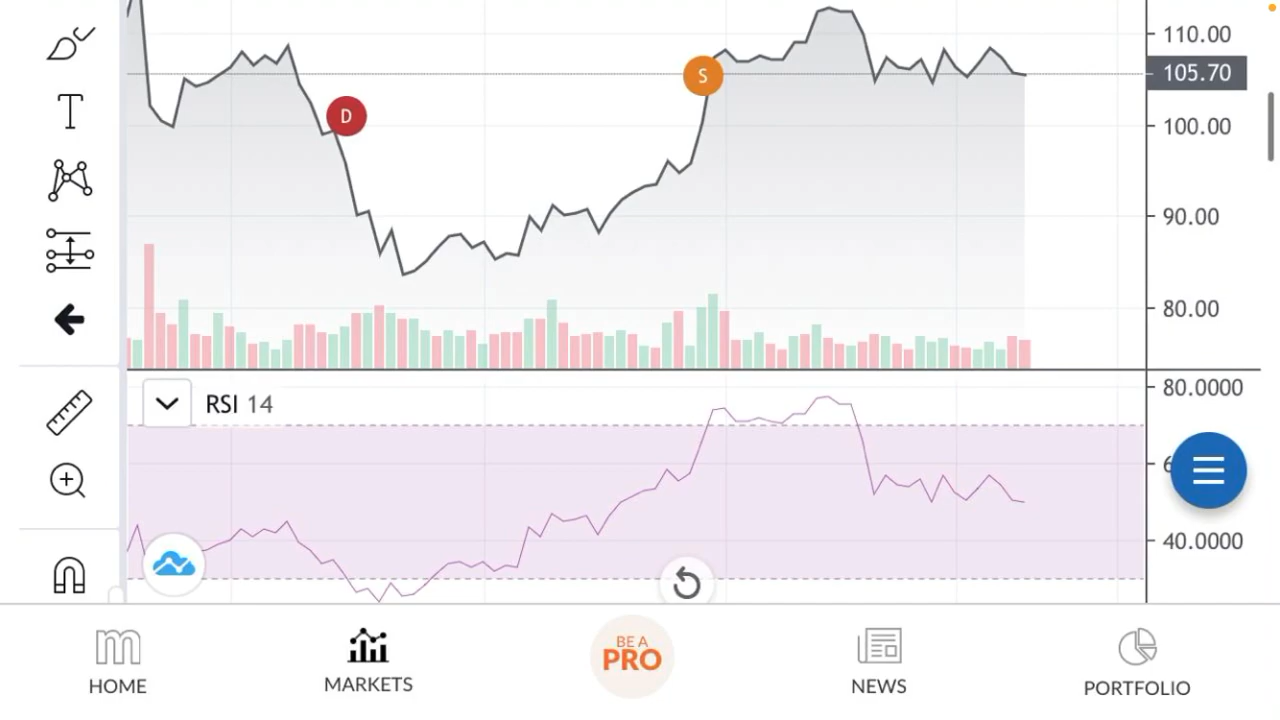 110.00
105.70
S
D
100.00
90.00
80.00
RSI 14
80.0000
40.0000
BE A
PRO
HOME
MARKETS
NEWS
PORTFOLIO